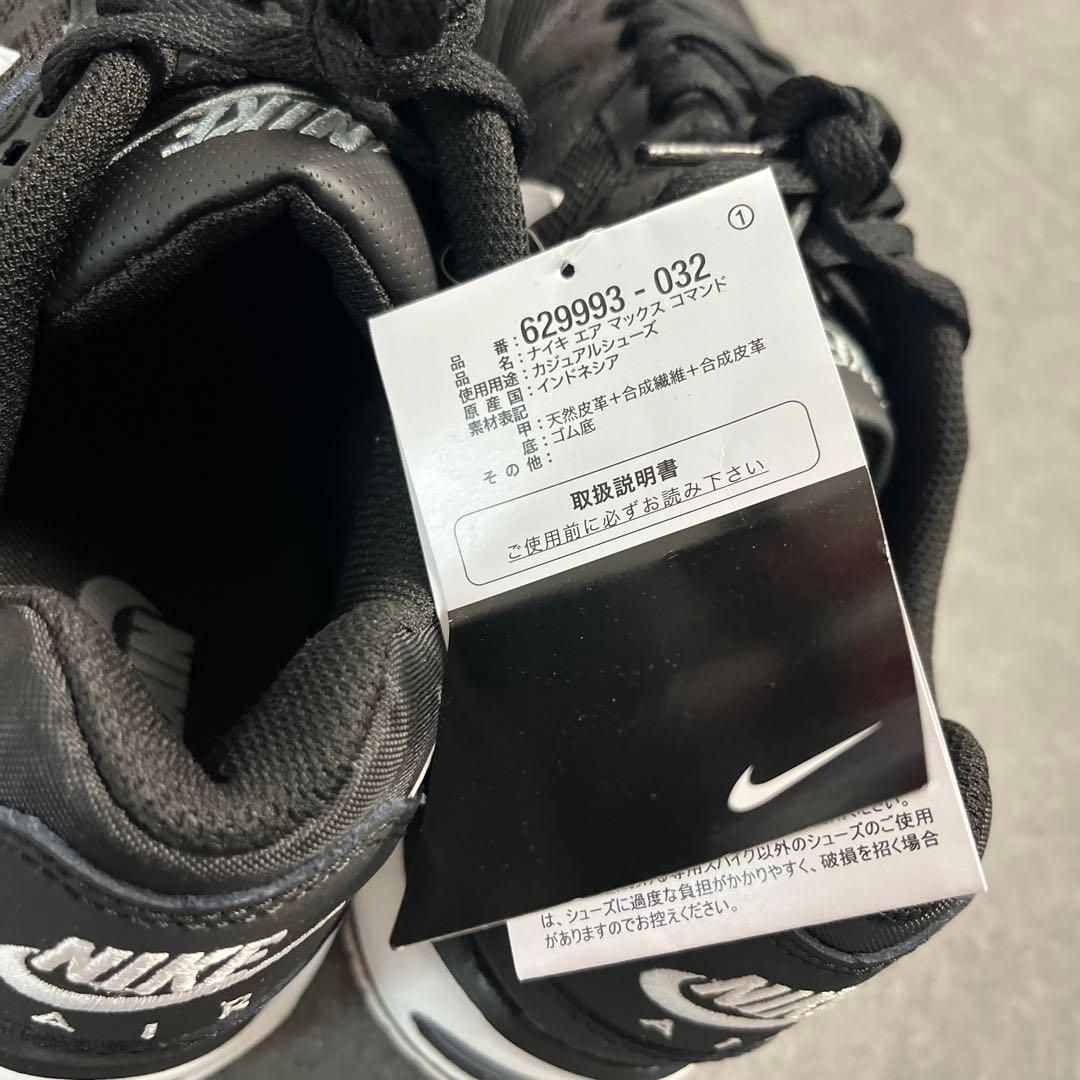 NIKE
①
品 番：629993 - 032
品 名：ナイキ エア マックス コマンド
使用用途：カジュアルシューズ
原 産 国：インドネシア
素材表記
甲：天然皮革＋合成繊維＋合成皮革
底：ゴム底
そ の 他：
取扱説明書
ご使用前に必ずお読み下さい
スパイク以外のシューズのご使用
は、シューズに過度な負担がかかりやすく、破損を招く場合
がありますのでお控えください。
NIKE
AIR
NIKE